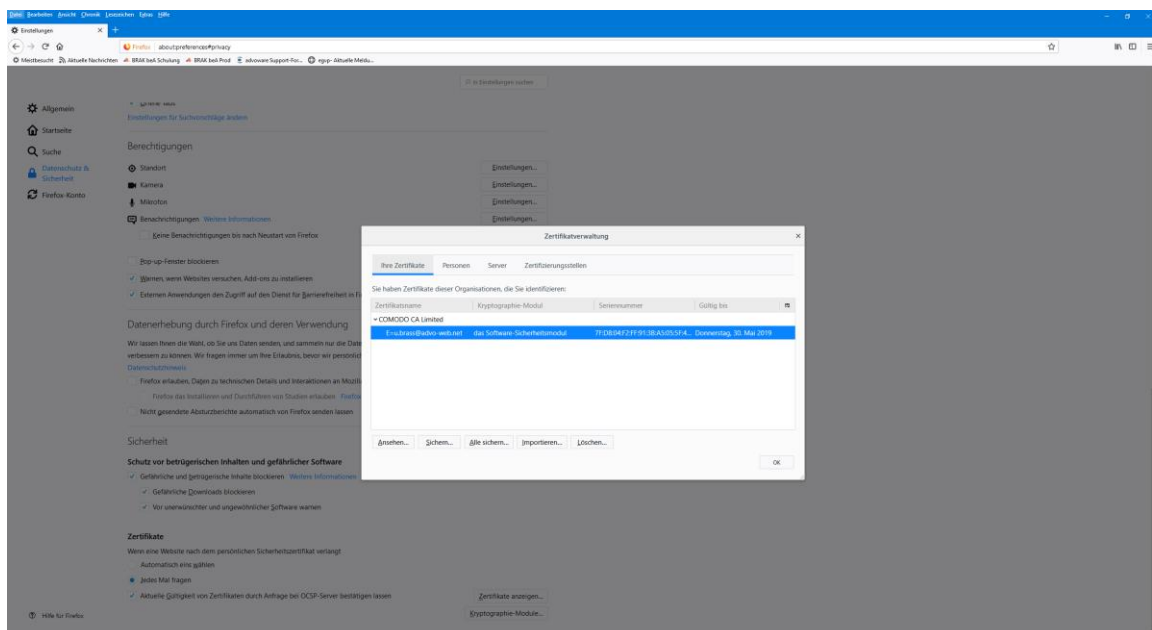 Datei Bearbeiten Ansicht Chronik Lesezeichen Extras Hilfe
Einstellungen
Firefox about:preferences#privacy
Meistbesucht Aktuelle Nachrichten BRAK beA Schulung BRAK beA Prod advoware Support-For... egvp- Aktuelle Meldu...
In Einstellungen suchen
Allgemein
Startseite
Suche
Datenschutz & Sicherheit
Firefox-Konto
Hilfe für Firefox
Einstellungen für Suchvorschläge ändern
Berechtigungen
Standort Einstellungen...
Kamera Einstellungen...
Mikrofon Einstellungen...
Benachrichtigungen Weitere Informationen Einstellungen...
Keine Benachrichtigungen bis nach Neustart von Firefox
Pop-up-Fenster blockieren
Warnen, wenn Websites versuchen, Add-ons zu installieren
Externen Anwendungen den Zugriff auf den Dienst für Barrierefreiheit in Fi
Datenerhebung durch Firefox und deren Verwendung
Wir lassen Ihnen die Wahl, ob Sie uns Daten senden, und sammeln nur die Date
verbessern zu können. Wir fragen immer um Ihre Erlaubnis, bevor wir persönlic
Datenschutzhinweis
Firefox erlauben, Daten zu technischen Details und Interaktionen an Mozill
Firefox das Installieren und Durchführen von Studien erlauben Firefo
Nicht gesendete Absturzberichte automatisch von Firefox senden lassen
Sicherheit
Schutz vor betrügerischen Inhalten und gefährlicher Software
Gefährliche und betrügerische Inhalte blockieren Weitere Informationen
Gefährliche Downloads blockieren
Vor unerwünschter und ungewöhnlicher Software warnen
Zertifikate
Wenn eine Website nach dem persönlichen Sicherheitszertifikat verlangt
Automatisch eins wählen
Jedes Mal fragen
Aktuelle Gültigkeit von Zertifikaten durch Anfrage bei OCSP-Server bestätigen lassen Zertifikate anzeigen...
Kryptographie-Module...
Zertifikatverwaltung
Ihre Zertifikate Personen Server Zertifizierungsstellen
Sie haben Zertifikate dieser Organisationen, die Sie identifizieren:
Zertifikatsname Kryptographie-Modul Seriennummer Gültig bis
COMODO CA Limited
E=u.brass@advo-web.net das Software-Sicherheitsmodul 7F:D8:04:F2:FF:91:3B:A5:05:5F:4... Donnerstag, 30. Mai 2019
Ansehen... Sichern... Alle sichern... Importieren... Löschen...
OK